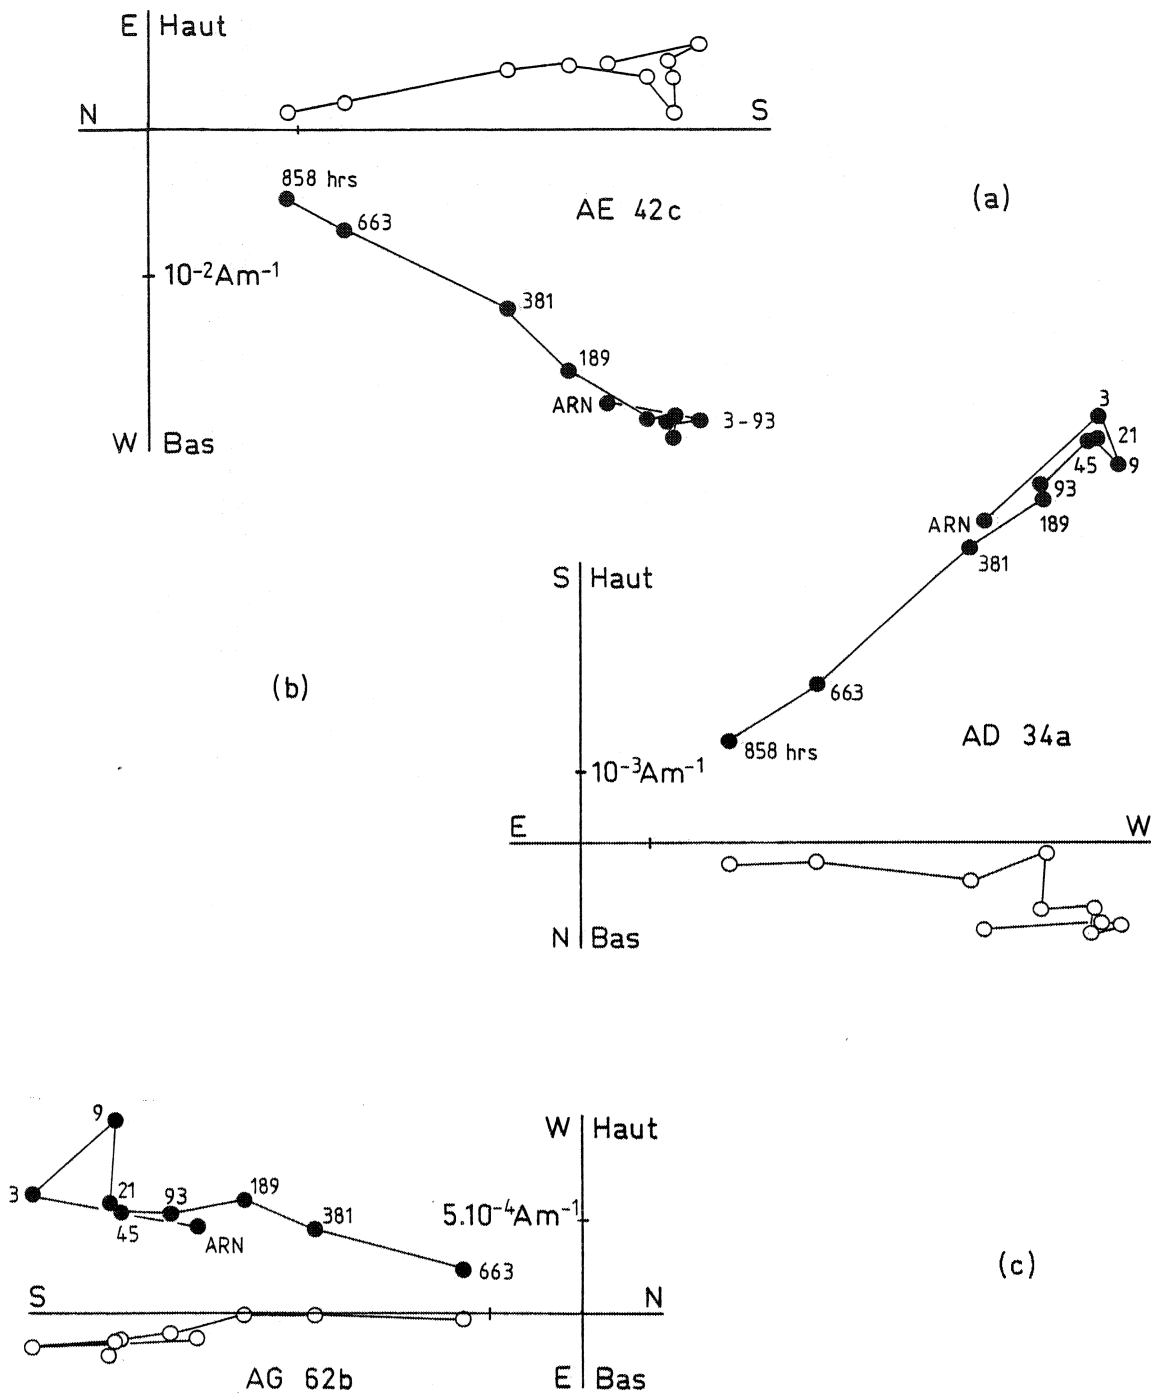 E Haut
N S
858 hrs
663
AE 42c
(a)
10⁻²Am⁻¹
381
189
ARN
3-93
W Bas
3
21
45 9
93
ARN 189
381
S Haut
(b)
663
AD 34a
858 hrs
10⁻³Am⁻¹
E W
N Bas
9
W Haut
3 21 93 189
5.10⁻⁴Am⁻¹
45 ARN 381
663
(c)
S N
AG 62b
E Bas